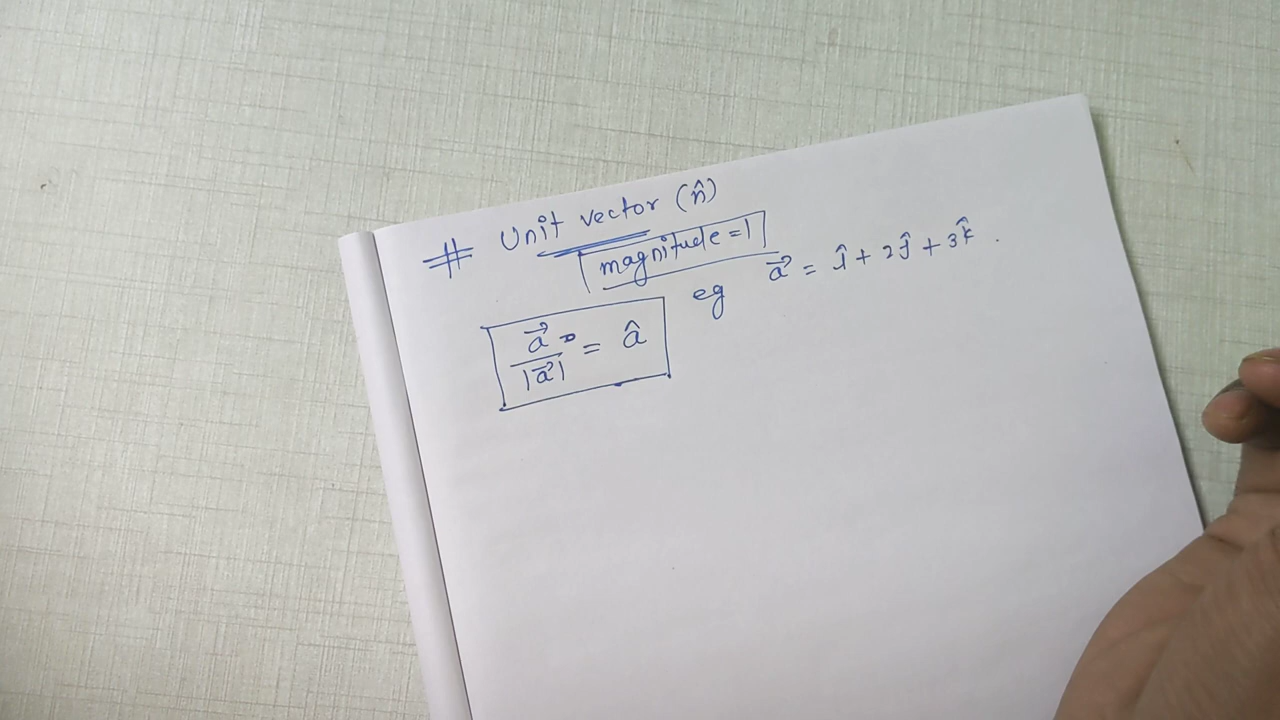 # Unit vector (n̂)
magnitude = 1
eg a⃗ = î + 2ĵ + 3k̂ .
a⃗ / |a⃗| = â